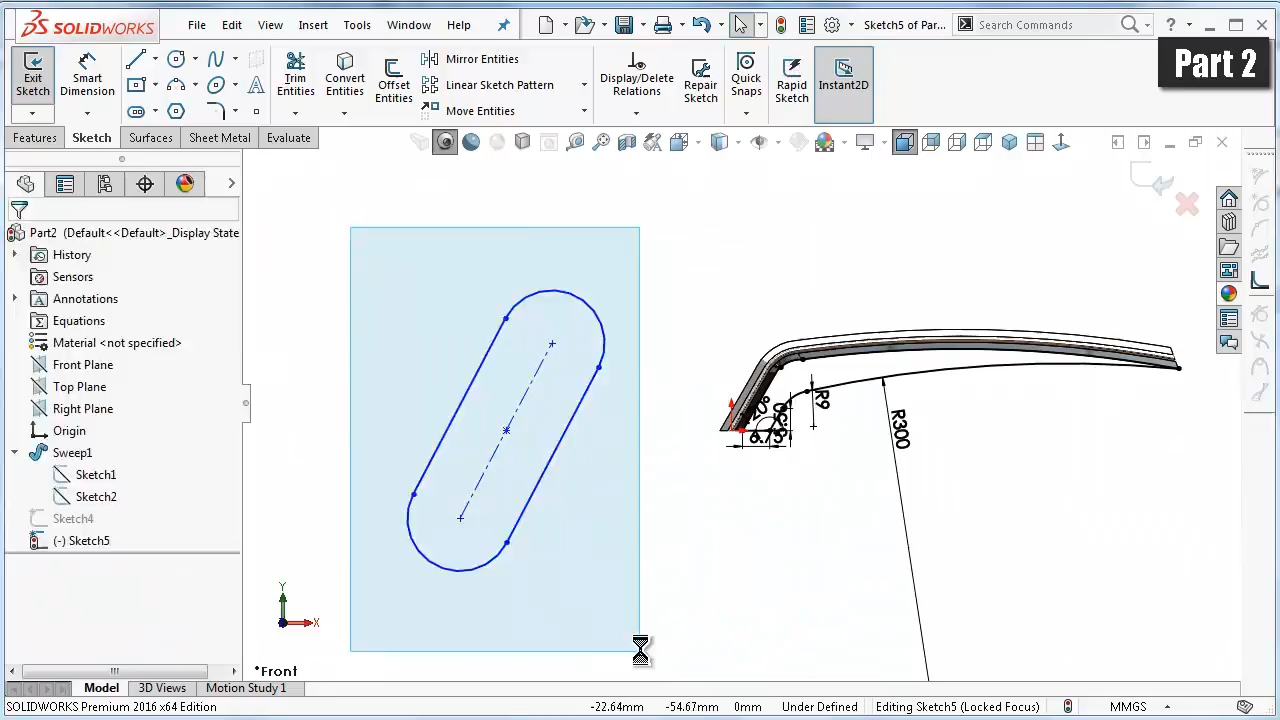 SOLIDWORKS
File
Edit
View
Insert
Tools
Window
Help
Sketch5 of Par...
Search Commands
Part 2
Exit Sketch
Smart Dimension
Trim Entities
Convert Entities
Offset Entities
Mirror Entities
Linear Sketch Pattern
Move Entities
Display/Delete Relations
Repair Sketch
Quick Snaps
Rapid Sketch
Instant2D
Features
Sketch
Surfaces
Sheet Metal
Evaluate
Part2 (Default<<Default>_Display State
History
Sensors
Annotations
Equations
Material <not specified>
Front Plane
Top Plane
Right Plane
Origin
Sweep1
Sketch1
Sketch2
Sketch4
(-) Sketch5
R9
R300
Y
X
*Front
Model
3D Views
Motion Study 1
SOLIDWORKS Premium 2016 x64 Edition
-22.64mm
-54.67mm
0mm
Under Defined
Editing Sketch5 (Locked Focus)
MMGS